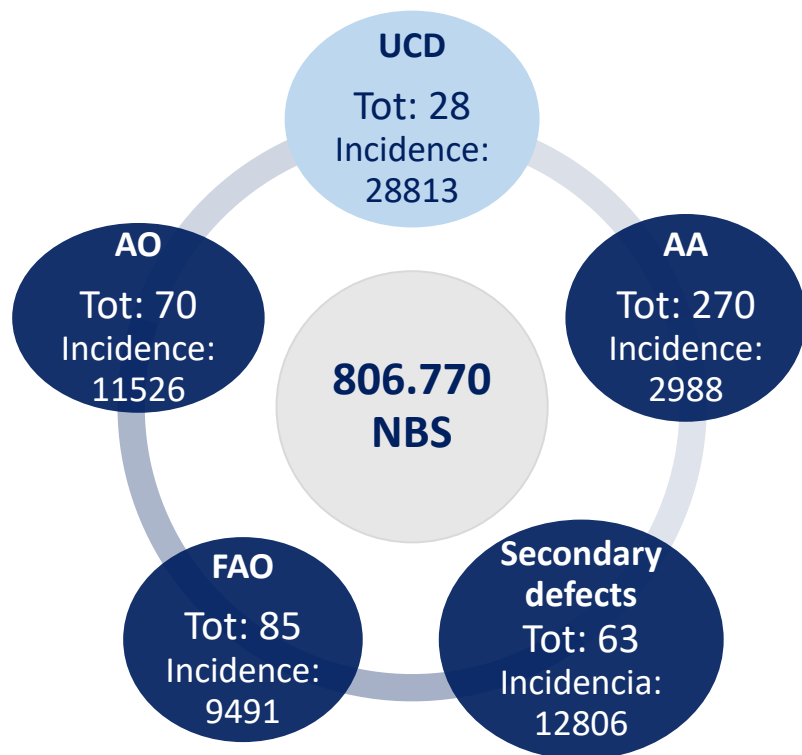 UCD
Tot: 28
Incidence:
28813
AO
Tot: 70
Incidence:
11526
AA
Tot: 270
Incidence:
2988
806.770
NBS
FAO
Tot: 85
Incidence:
9491
Secondary
defects
Tot: 63
Incidencia:
12806